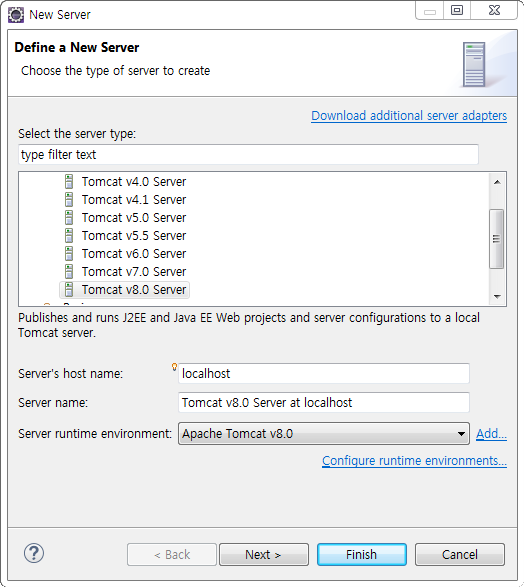 New Server
Define a New Server
Choose the type of server to create
Download additional server adapters
Select the server type:
type filter text
Tomcat v4.0 Server
Tomcat v4.1 Server
Tomcat v5.0 Server
Tomcat v5.5 Server
Tomcat v6.0 Server
Tomcat v7.0 Server
Tomcat v8.0 Server
Publishes and runs J2EE and Java EE Web projects and server configurations to a local
Tomcat server.
Server's host name: localhost
Server name: Tomcat v8.0 Server at localhost
Server runtime environment: Apache Tomcat v8.0 Add...
Configure runtime environments...
? < Back Next > Finish Cancel